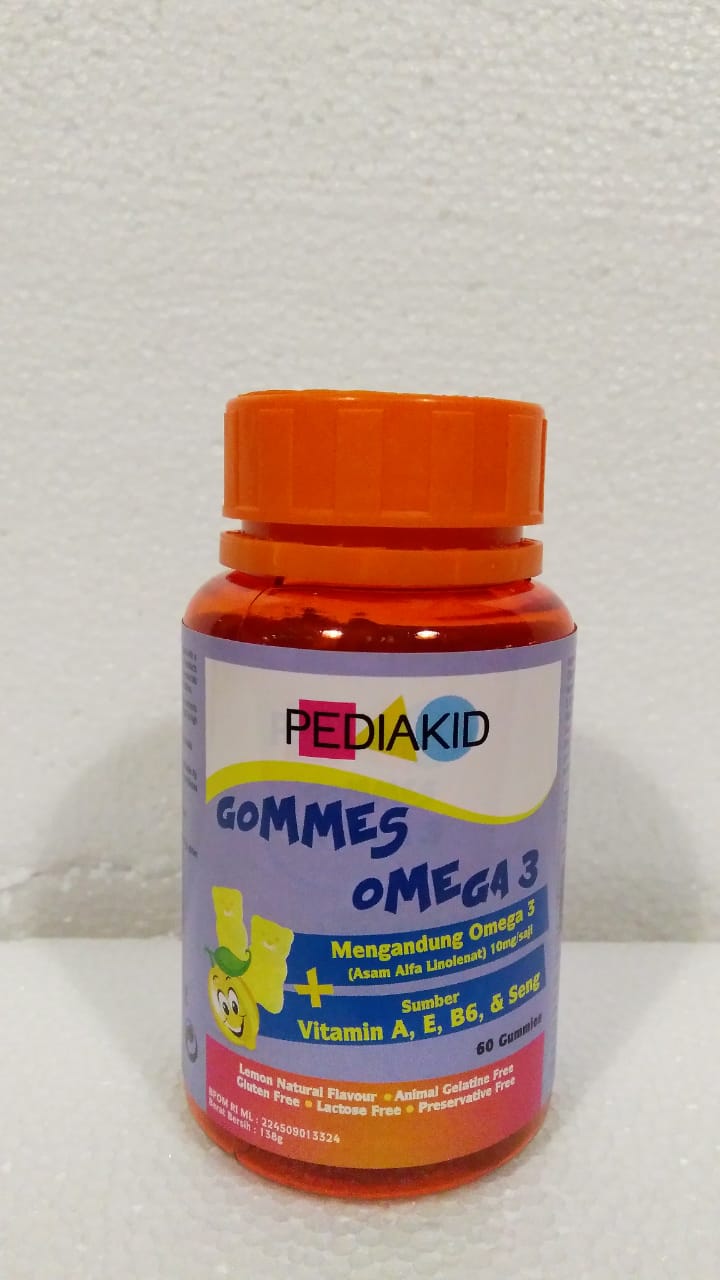 PEDIAKID
GOMMES
OMEGA 3
Mengandung Omega 3
(Asam Alfa Linolenat) 10mg/saji
+
Sumber
Vitamin A, E, B6, & Seng
60 Gummies
Lemon Natural Flavour • Animal Gelatine Free
Gluten Free • Lactose Free • Preservative Free
BPOM RI ML : 224509013324
Berat Bersih : 138g